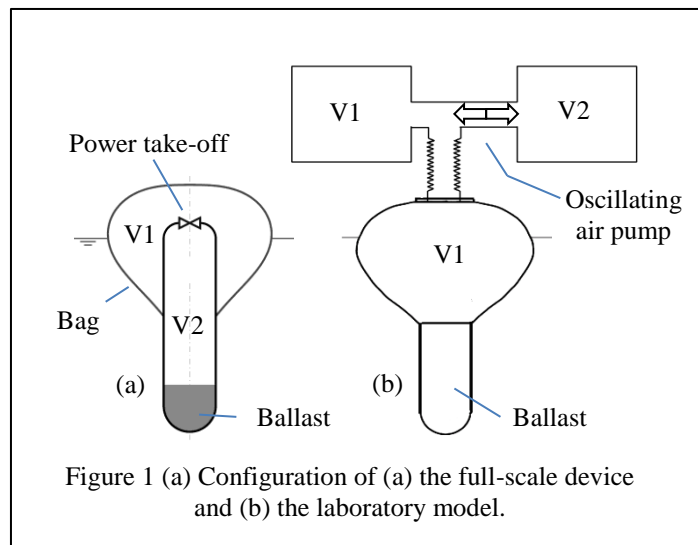 V1
V2
Power take-off
Oscillating
air pump
V1
V1
Bag
V2
(a)
(b)
Ballast
Ballast
Figure 1 (a) Configuration of (a) the full-scale device
and (b) the laboratory model.